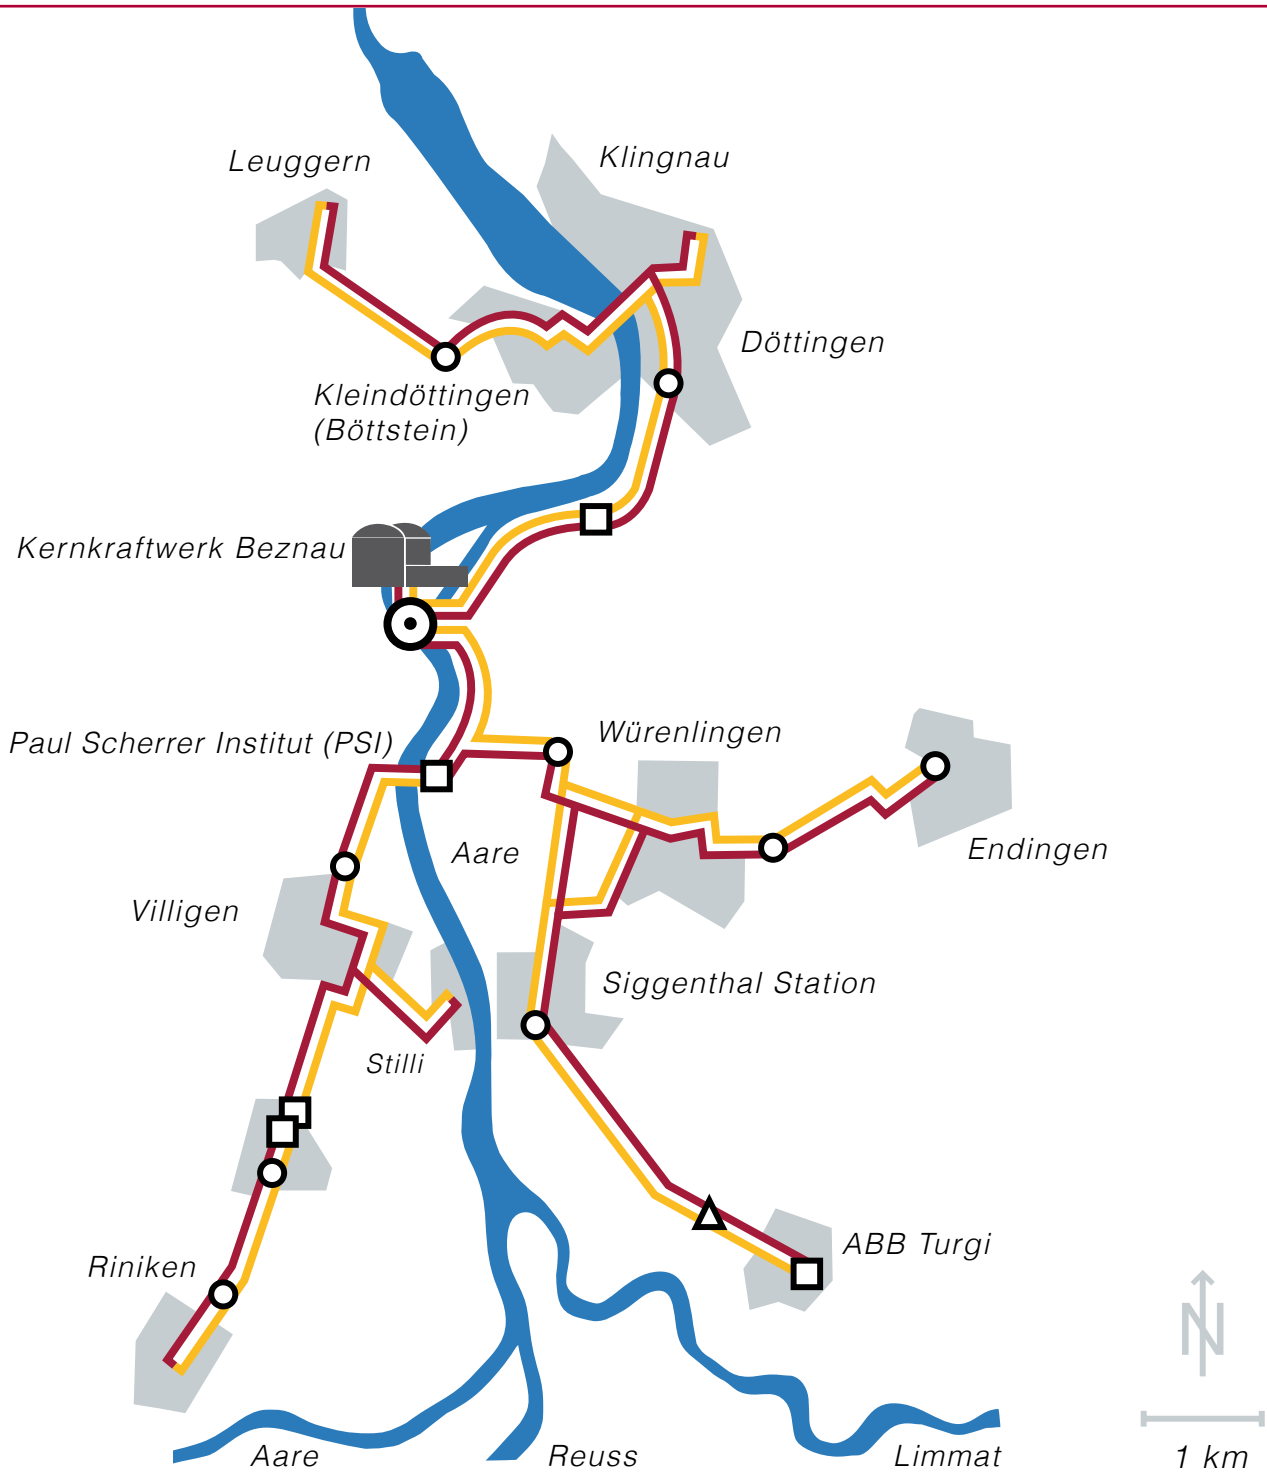 Leuggern
Klingnau
Döttingen
Kleindöttingen
(Böttstein)
Kernkraftwerk Beznau
Paul Scherrer Institut (PSI)
Würenlingen
Aare
Endingen
Villigen
Siggenthal Station
Stilli
Riniken
ABB Turgi
N
Aare
Reuss
Limmat
1 km